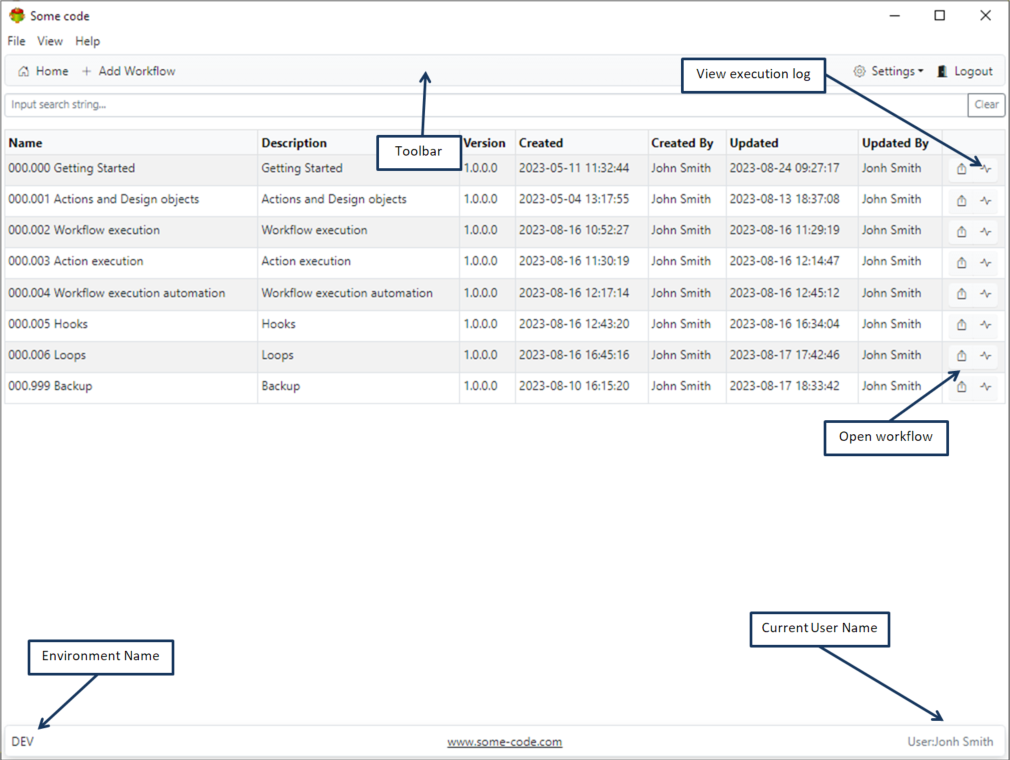 Some code
File View Help
Home + Add Workflow Settings Logout
View execution log
Input search string... Clear
Toolbar
Name Description Version Created Created By Updated Updated By
000.000 Getting Started Getting Started 1.0.0.0 2023-05-11 11:32:44 John Smith 2023-08-24 09:27:17 Jonh Smith
000.001 Actions and Design objects Actions and Design objects 1.0.0.0 2023-05-04 13:17:55 John Smith 2023-08-13 18:37:08 John Smith
000.002 Workflow execution Workflow execution 1.0.0.0 2023-08-16 10:52:27 John Smith 2023-08-16 11:29:19 John Smith
000.003 Action execution Action execution 1.0.0.0 2023-08-16 11:30:19 John Smith 2023-08-16 12:14:47 John Smith
000.004 Workflow execution automation Workflow execution automation 1.0.0.0 2023-08-16 12:17:14 John Smith 2023-08-16 12:45:12 John Smith
000.005 Hooks Hooks 1.0.0.0 2023-08-16 12:43:20 John Smith 2023-08-16 16:34:04 John Smith
000.006 Loops Loops 1.0.0.0 2023-08-16 16:45:16 John Smith 2023-08-17 17:42:46 John Smith
000.999 Backup Backup 1.0.0.0 2023-08-10 16:15:20 John Smith 2023-08-17 18:33:42 John Smith
Open workflow
Current User Name
Environment Name
DEV www.some-code.com User:Jonh Smith